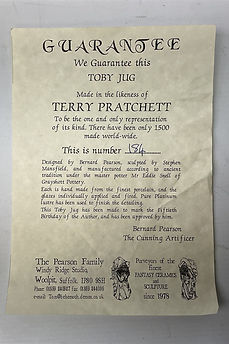 GUARANTEE
We Guarantee this
TOBY JUG
Made in the likeness of
TERRY PRATCHETT
To be the one and only representation
of its kind. There have been only 1500
made world-wide.
This is number 184
Designed by Bernard Pearson, sculpted by Stephen
Mansfield, and manufactured according to ancient
tradition under the master potter Mr Eddie Snell of
Grayshott Pottery.
Each is hand made from the finest porcelain, and the
glazes individually applied and fired. Pure Platinum
lustre has been used to finish the detailing.
This Toby Jug has been made to mark the Fiftieth
Birthday of the Author, and has been approved by him.
Bernard Pearson
The Cunning Artificer
The Pearson Family
Windy Ridge Studio,
Woolpit, Suffolk. IP30 9SH
Purveyors of the
finest
FANTASY CERAMICS
and
SCULPTURE
since 1978